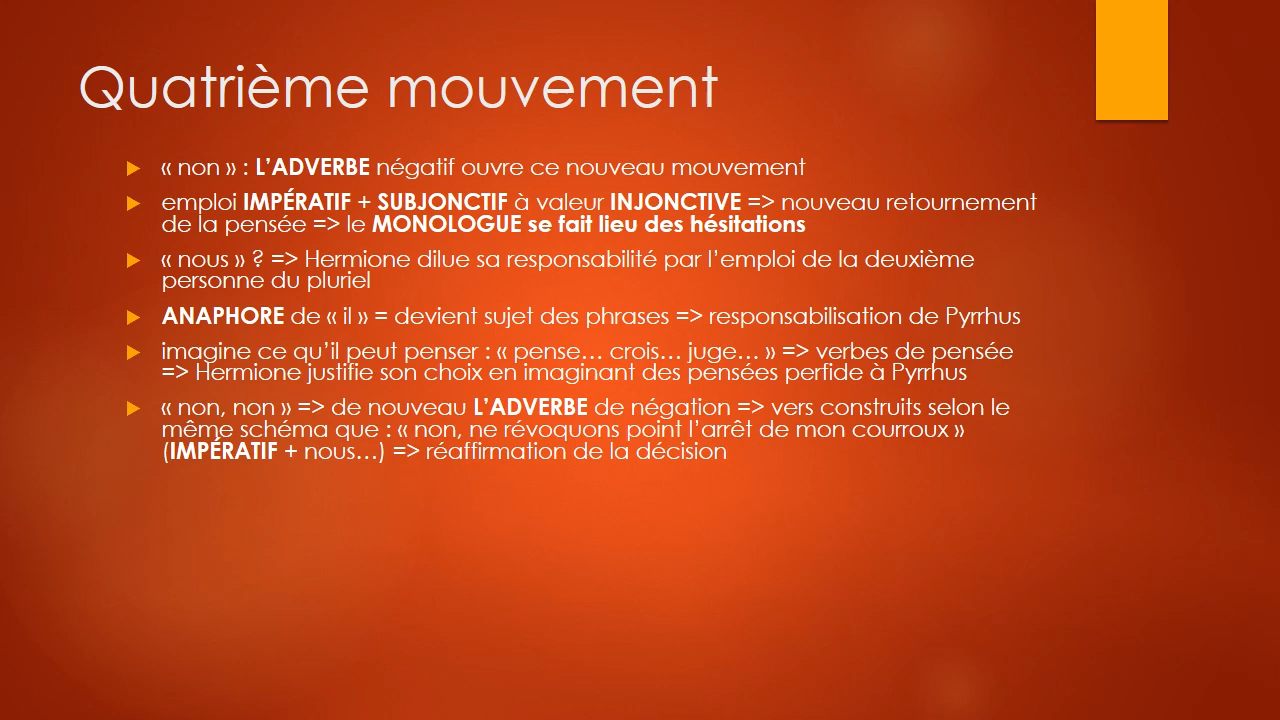 Quatrième mouvement
« non » : L’ADVERBE négatif ouvre ce nouveau mouvement
emploi IMPÉRATIF + SUBJONCTIF à valeur INJONCTIVE => nouveau retournement
de la pensée => le MONOLOGUE se fait lieu des hésitations
« nous » ? => Hermione dilue sa responsabilité par l’emploi de la deuxième
personne du pluriel
ANAPHORE de « il » = devient sujet des phrases => responsabilisation de Pyrrhus
imagine ce qu’il peut penser : « pense… crois… juge… » => verbes de pensée
=> Hermione justifie son choix en imaginant des pensées perfide à Pyrrhus
« non, non » => de nouveau L’ADVERBE de négation => vers construits selon le
même schéma que : « non, ne révoquons point l’arrêt de mon courroux »
(IMPÉRATIF + nous…) => réaffirmation de la décision